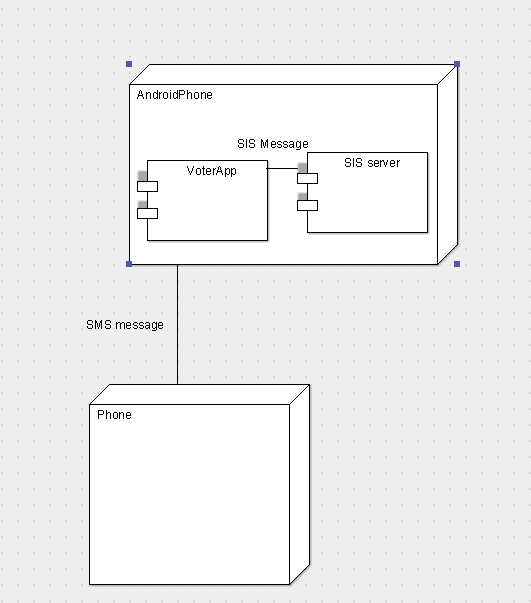 AndroidPhone
SIS Message
VoterApp
SIS server
SMS message
Phone